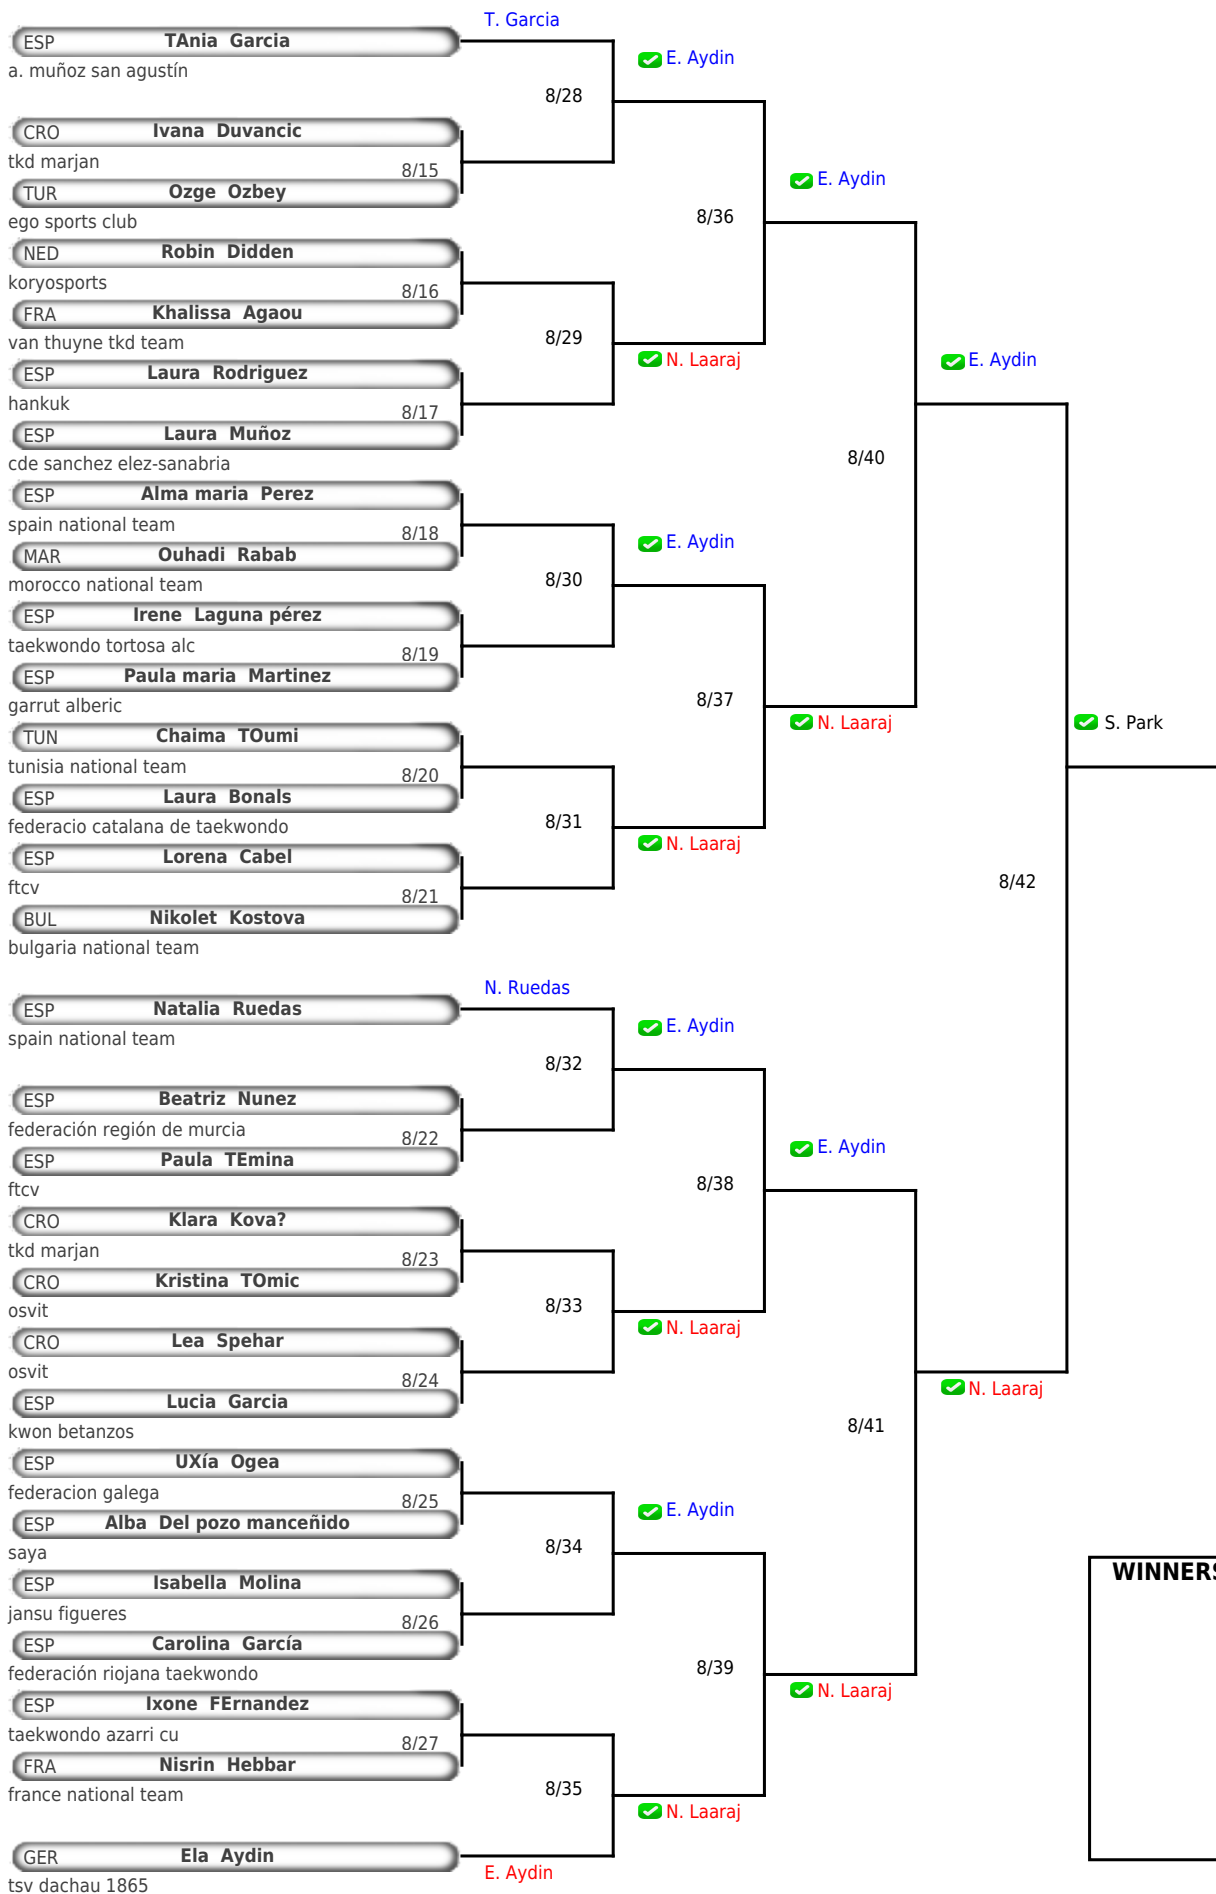 T. Garcia
ESP TAnia Garcia
a. muñoz san agustín
E. Aydin
8/28
CRO Ivana Duvancic
tkd marjan
8/15
TUR Ozge Ozbey
ego sports club
E. Aydin
8/36
NED Robin Didden
koryosports
8/16
FRA Khalissa Agaou
van thuyne tkd team
8/29
N. Laaraj
ESP Laura Rodriguez
hankuk
8/17
ESP Laura Muñoz
cde sanchez elez-sanabria
E. Aydin
8/40
ESP Alma maria Perez
spain national team
8/18
MAR Ouhadi Rabab
morocco national team
E. Aydin
8/30
ESP Irene Laguna pérez
taekwondo tortosa alc
8/19
ESP Paula maria Martinez
garrut alberic
8/37
N. Laaraj
S. Park
TUN Chaima TOumi
tunisia national team
8/20
ESP Laura Bonals
federacio catalana de taekwondo
8/31
N. Laaraj
ESP Lorena Cabel
ftcv
8/21
BUL Nikolet Kostova
bulgaria national team
8/42
N. Ruedas
ESP Natalia Ruedas
spain national team
E. Aydin
8/32
ESP Beatriz Nunez
federación región de murcia
8/22
ESP Paula TEmina
ftcv
E. Aydin
8/38
CRO Klara Kova?
tkd marjan
8/23
CRO Kristina TOmic
osvit
8/33
N. Laaraj
CRO Lea Spehar
osvit
8/24
ESP Lucia Garcia
kwon betanzos
N. Laaraj
8/41
ESP UXía Ogea
federacion galega
8/25
ESP Alba Del pozo manceñido
saya
E. Aydin
8/34
ESP Isabella Molina
jansu figueres
8/26
ESP Carolina García
federación riojana taekwondo
8/39
N. Laaraj
WINNERS
ESP Ixone FErnandez
taekwondo azarri cu
8/27
FRA Nisrin Hebbar
france national team
8/35
N. Laaraj
GER Ela Aydin
E. Aydin
tsv dachau 1865